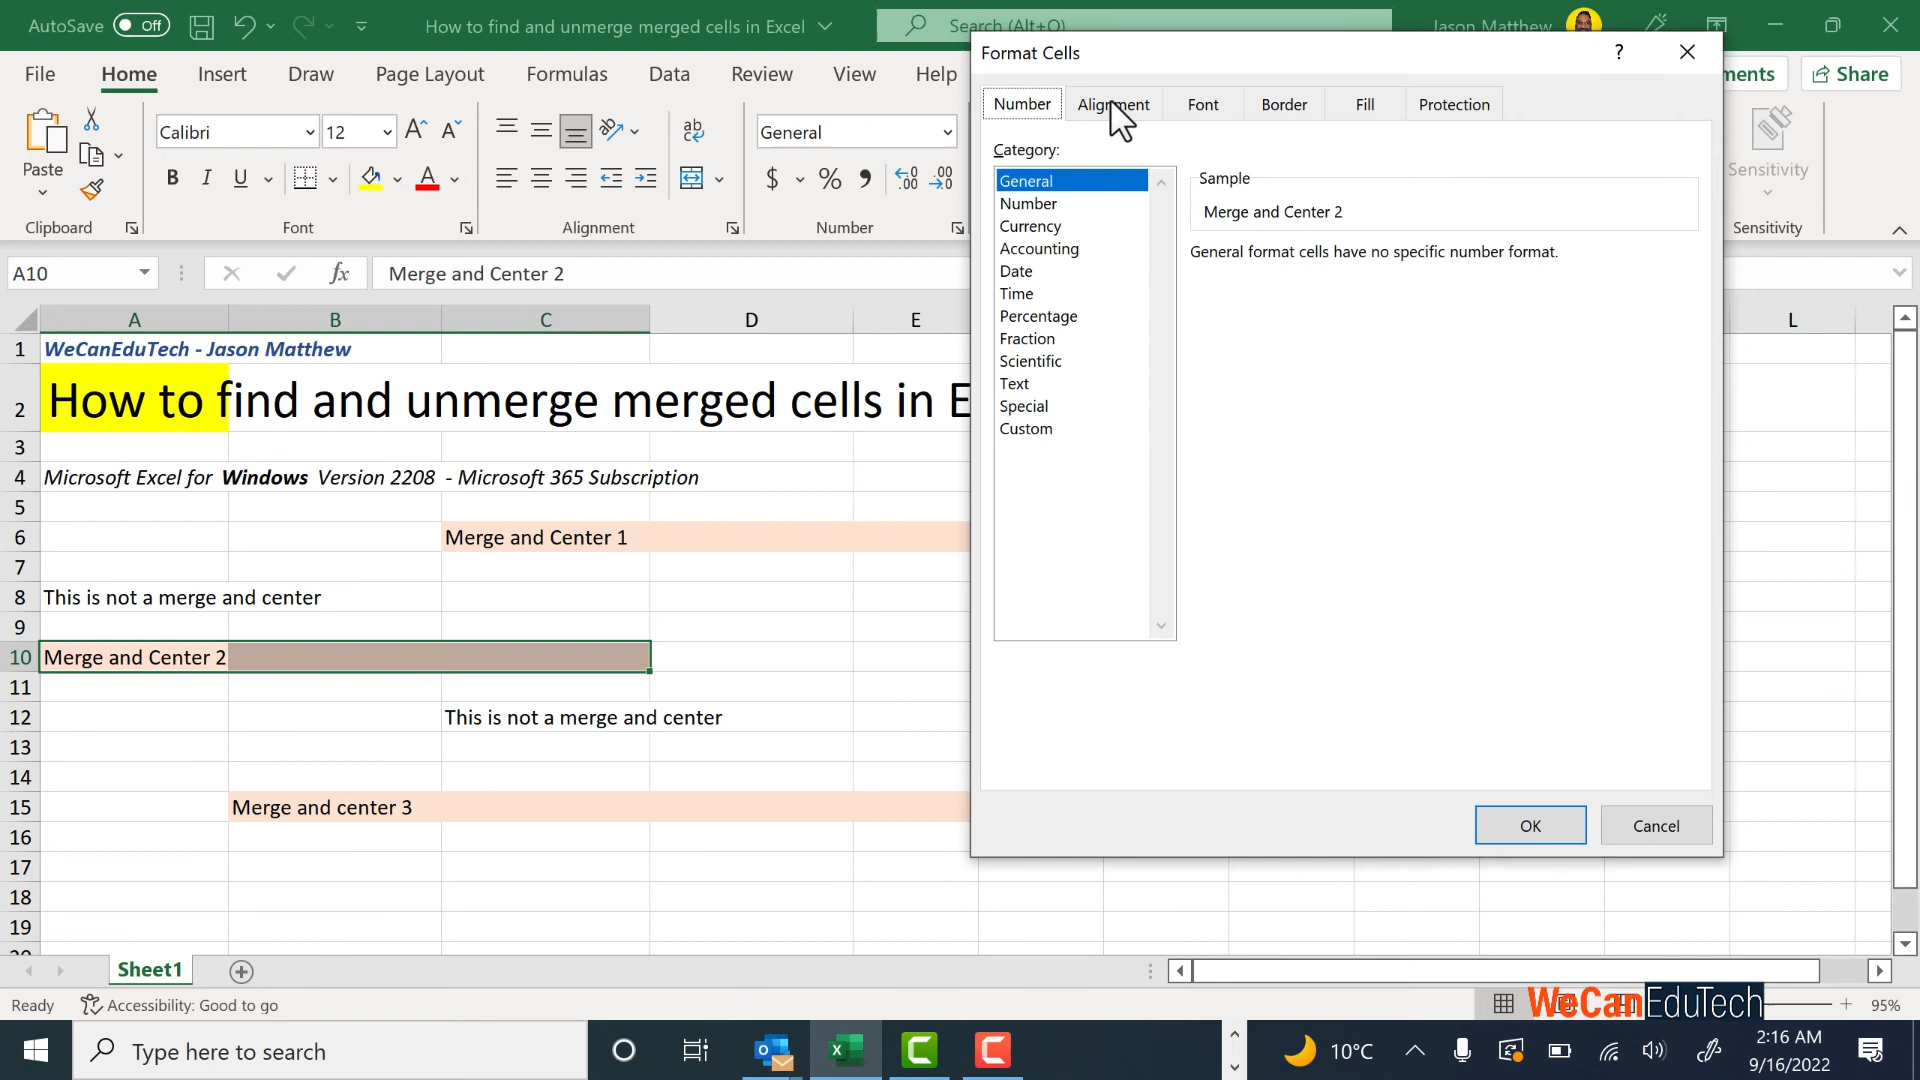 AutoSave Off How to find and unmerge merged cells in Excel Search (Alt+Q) Jason Matthew
File Home Insert Draw Page Layout Formulas Data Review View Help ments Share
Paste Calibri 12 General Sensitivity
Clipboard Font Alignment Number Sensitivity
A10 fx Merge and Center 2
A B C D E L
1 WeCanEduTech - Jason Matthew
2 How to find and unmerge merged cells in E
3
4 Microsoft Excel for Windows Version 2208 - Microsoft 365 Subscription
5
6 Merge and Center 1
7
8 This is not a merge and center
9
10 Merge and Center 2
11
12 This is not a merge and center
13
14
15 Merge and center 3
16
17
18
19
Format Cells ?
Number Alignment Font Border Fill Protection
Category:
General
Number
Currency
Accounting
Date
Time
Percentage
Fraction
Scientific
Text
Special
Custom
Sample
Merge and Center 2
General format cells have no specific number format.
OK Cancel
Sheet1
Ready Accessibility: Good to go 95%
WeCanEduTech
Type here to search 10°C 2:16 AM
9/16/2022